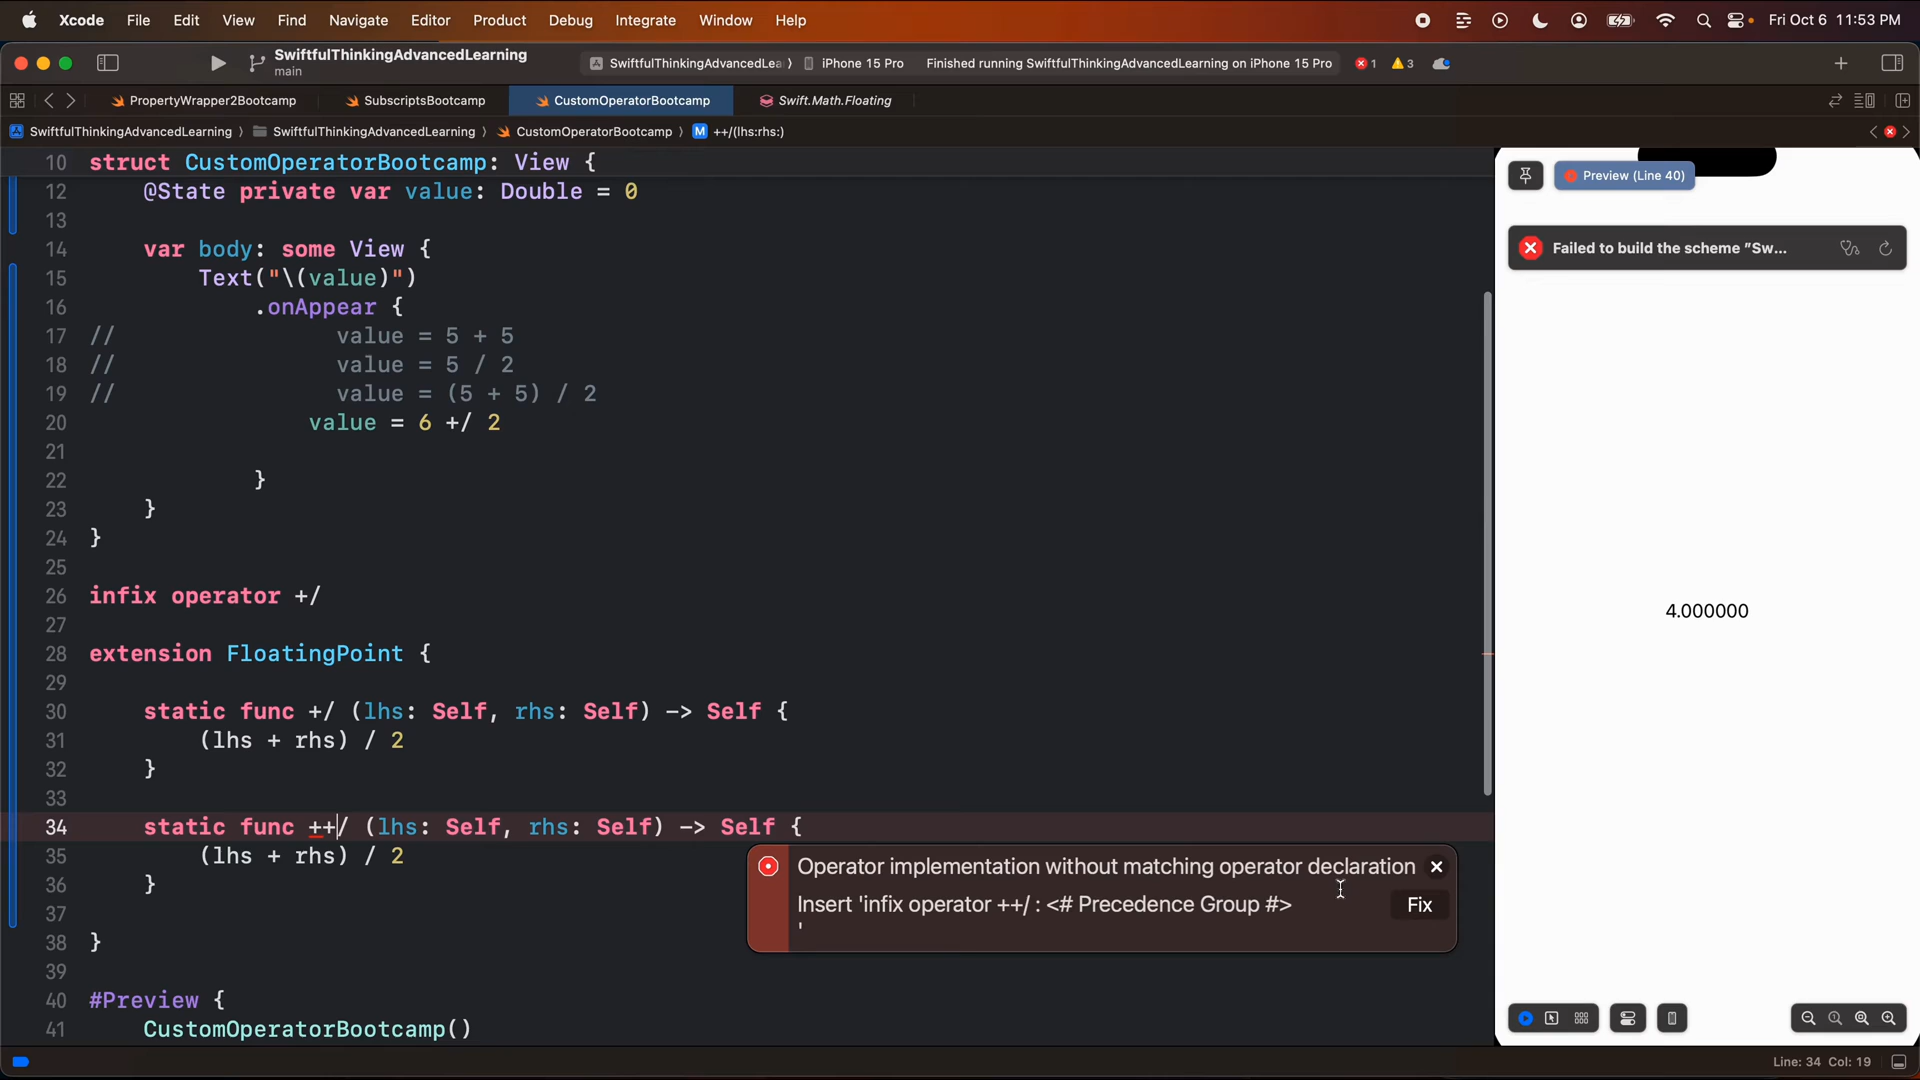 Xcode File Edit View Find Navigate Editor Product Debug Integrate Window Help Fri Oct 6 11:53 PM
SwiftfulThinkingAdvancedLearning
main
SwiftfulThinkingAdvancedLea 〉 iPhone 15 Pro Finished running SwiftfulThinkingAdvancedLearning on iPhone 15 Pro 1 3
PropertyWrapper2Bootcamp SubscriptsBootcamp CustomOperatorBootcamp Swift.Math.Floating
SwiftfulThinkingAdvancedLearning 〉 SwiftfulThinkingAdvancedLearning 〉 CustomOperatorBootcamp 〉 M ++/(lhs:rhs:)
10 struct CustomOperatorBootcamp: View {
12     @State private var value: Double = 0
13
14     var body: some View {
15         Text("\(value)")
16             .onAppear {
17 //                value = 5 + 5
18 //                value = 5 / 2
19 //                value = (5 + 5) / 2
20                 value = 6 +/ 2
21
22             }
23     }
24 }
25
26 infix operator +/
27
28 extension FloatingPoint {
29
30     static func +/ (lhs: Self, rhs: Self) -> Self {
31         (lhs + rhs) / 2
32     }
33
34     static func ++/ (lhs: Self, rhs: Self) -> Self {
35         (lhs + rhs) / 2
36     }
37
38 }
39
40 #Preview {
41     CustomOperatorBootcamp()
Operator implementation without matching operator declaration
Insert 'infix operator ++/ : <# Precedence Group #>
'
Fix
Preview (Line 40)
Failed to build the scheme "Sw...
4.000000
Line: 34 Col: 19